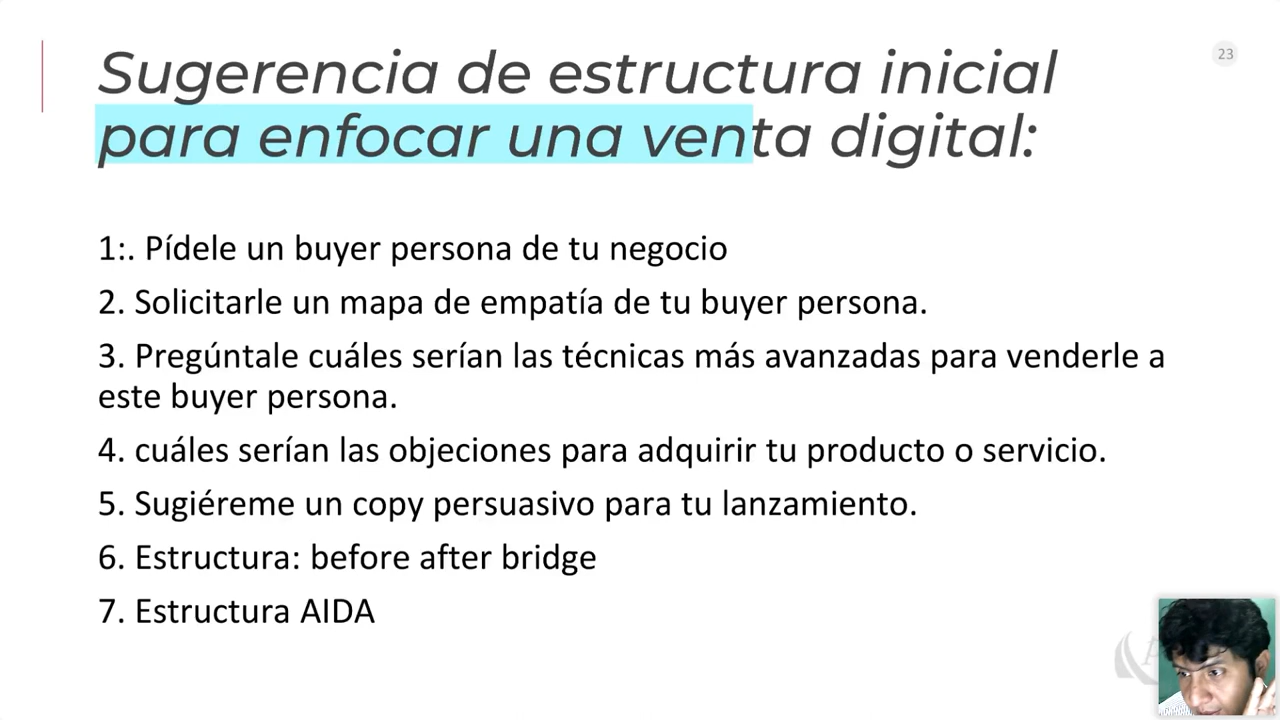 Sugerencia de estructura inicial
para enfocar una venta digital:
23
1:. Pídele un buyer persona de tu negocio
2. Solicitarle un mapa de empatía de tu buyer persona.
3. Pregúntale cuáles serían las técnicas más avanzadas para venderle a
este buyer persona.
4. cuáles serían las objeciones para adquirir tu producto o servicio.
5. Sugiéreme un copy persuasivo para tu lanzamiento.
6. Estructura: before after bridge
7. Estructura AIDA